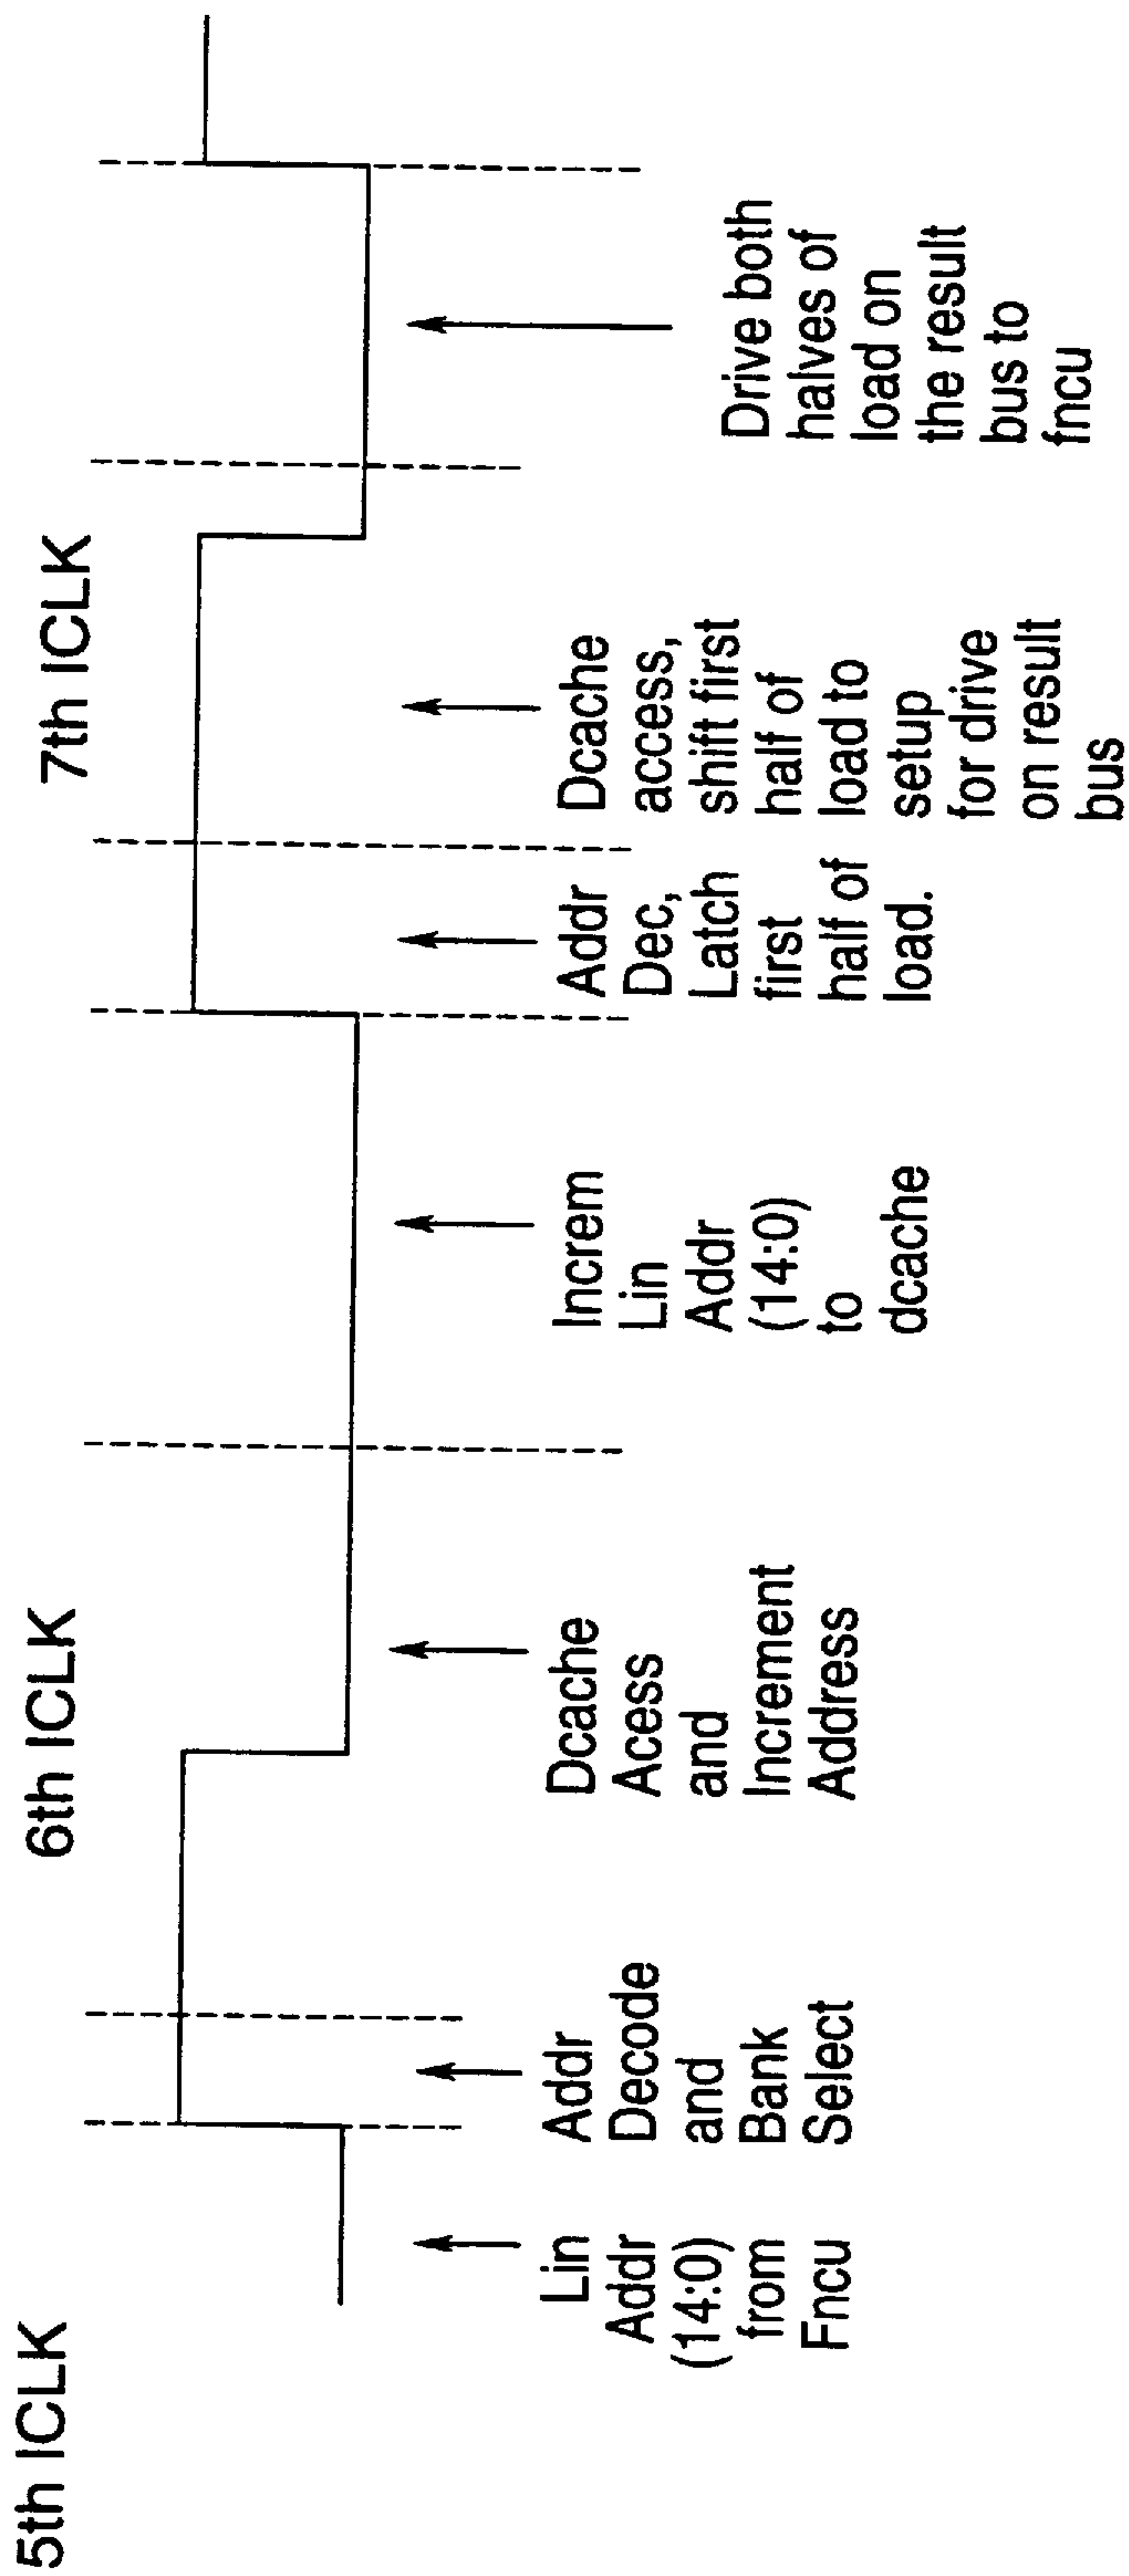 5th ICLK
6th ICLK
7th ICLK
Lin
Addr
(14:0)
from
Fncu
Addr
Decode
and
Bank
Select
Dcache
Acess
and
Increment
Address
Increm
Lin
Addr
(14:0)
to
dcache
Addr
Dec,
Latch
first
half of
load.
Dcache
access,
shift first
half of
load to
setup
for drive
on result
bus
Drive both
halves of
load on
the result
bus to
fncu